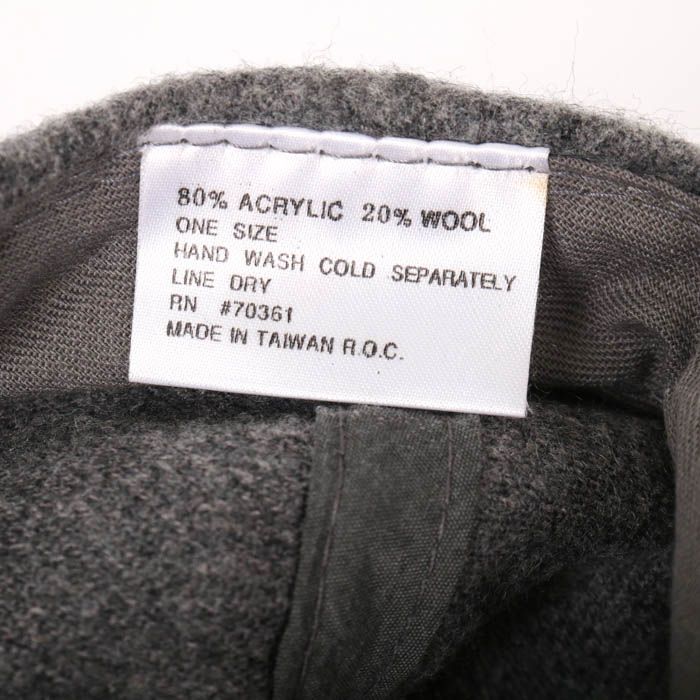 80% ACRYLIC 20% WOOL
ONE SIZE
HAND WASH COLD SEPARATELY
LINE DRY
RN #70361
MADE IN TAIWAN R.O.C.